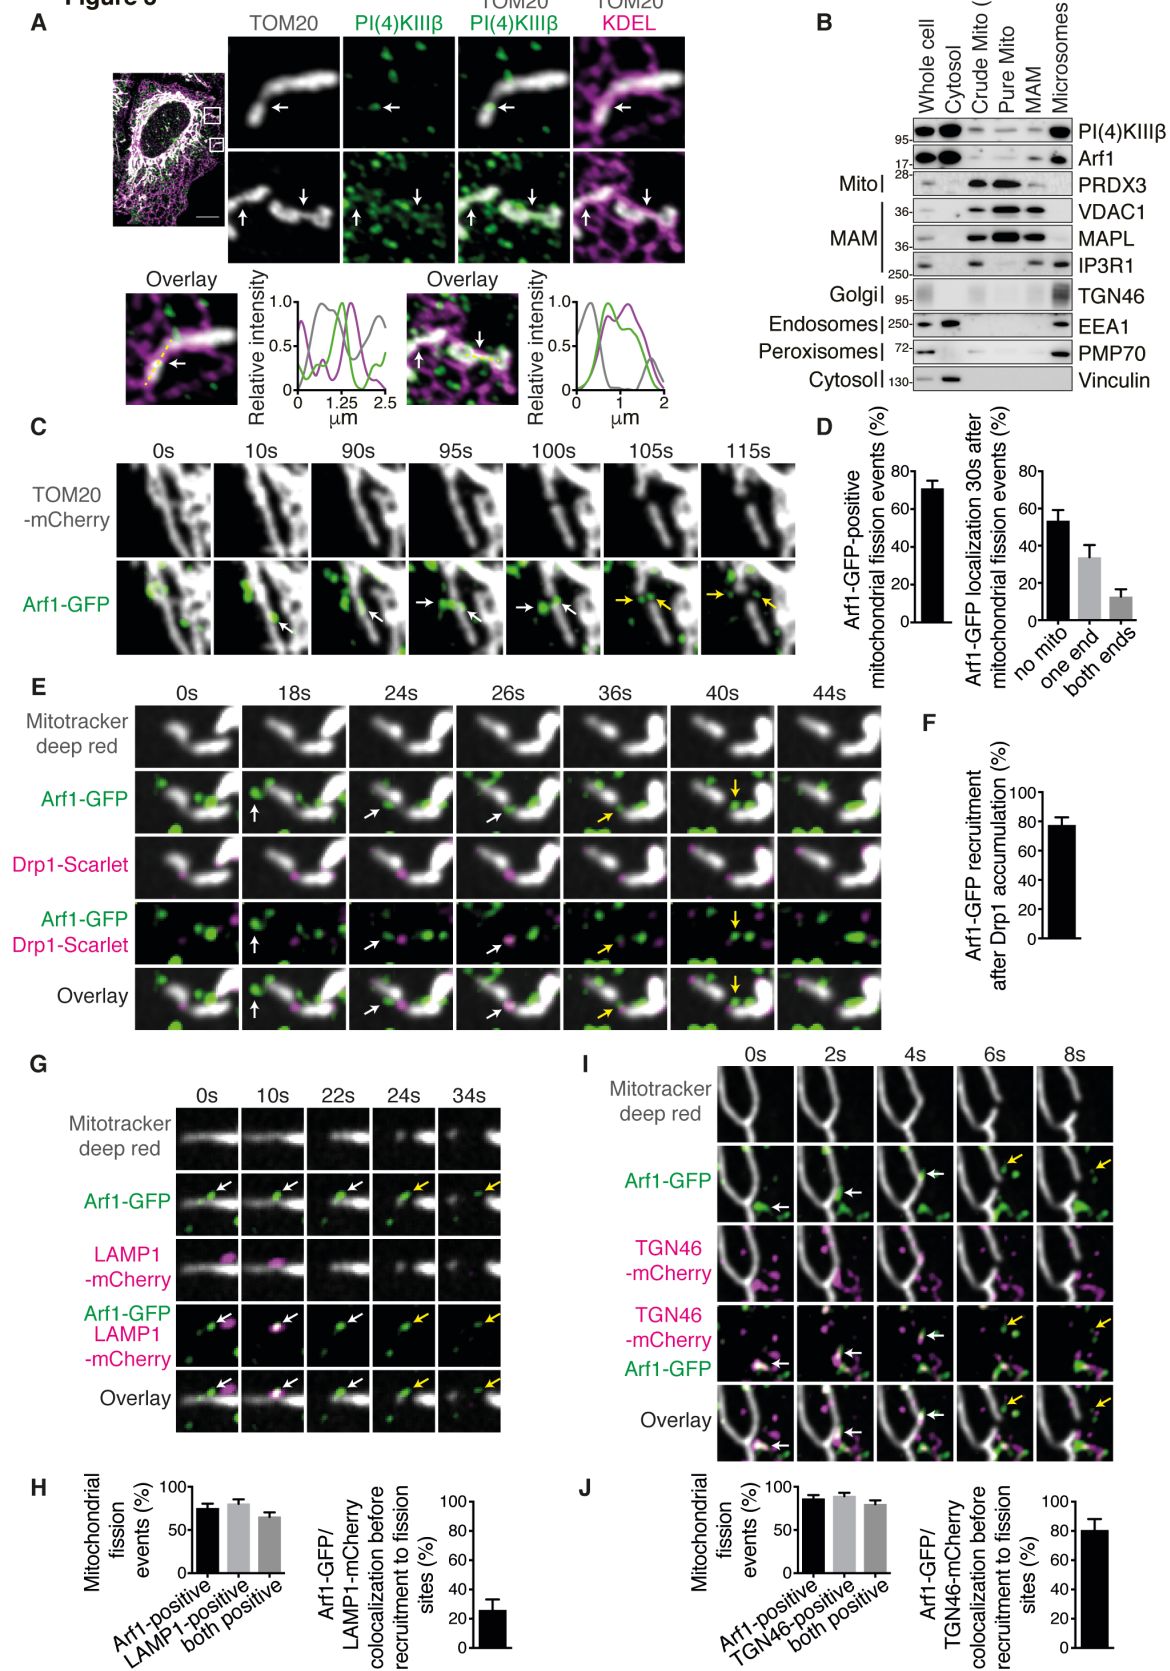 Figure 3
A
TOM20
PI(4)KIIIβ
TOM20
PI(4)KIIIβ
TOM20
KDEL
Overlay
Relative intensity
1.0
0.5
0
0
1.25
2.5
μm
Overlay
Relative intensity
1.0
0.5
0
0
1
2
μm
B
Whole cell
Cytosol
Crude Mito (
Pure Mito
MAM
Microsomes
95-
PI(4)KIIIβ
17-
Arf1
28-
Mito
PRDX3
36-
VDAC1
MAM
36-
MAPL
250-
IP3R1
Golgi
95-
TGN46
Endosomes
250-
EEA1
Peroxisomes
72-
PMP70
Cytosol
130-
Vinculin
C
0s
10s
90s
95s
100s
105s
115s
TOM20
-mCherry
Arf1-GFP
D
Arf1-GFP-positive
mitochondrial fission events (%)
80
60
40
20
0
Arf1-GFP localization 30s after
mitochondrial fission events (%)
80
60
40
20
0
no mito
one end
both ends
E
0s
18s
24s
26s
36s
40s
44s
Mitotracker
deep red
Arf1-GFP
Drp1-Scarlet
Arf1-GFP
Drp1-Scarlet
Overlay
F
Arf1-GFP recruitment
after Drp1 accumulation (%)
100
80
60
40
20
0
G
0s
10s
22s
24s
34s
Mitotracker
deep red
Arf1-GFP
LAMP1
-mCherry
Arf1-GFP
LAMP1
-mCherry
Overlay
I
0s
2s
4s
6s
8s
Mitotracker
deep red
Arf1-GFP
TGN46
-mCherry
TGN46
-mCherry
Arf1-GFP
Overlay
H
Mitochondrial
fission
events (%)
100
50
0
Arf1-positive
LAMP1-positive
both positive
Arf1-GFP/
LAMP1-mCherry
colocalization before
recruitment to fission
sites (%)
100
80
60
40
20
0
J
Mitochondrial
fission
events (%)
100
50
0
Arf1-positive
TGN46-positive
both positive
Arf1-GFP/
TGN46-mCherry
colocalization before
recruitment to fission
sites (%)
100
80
60
40
20
0